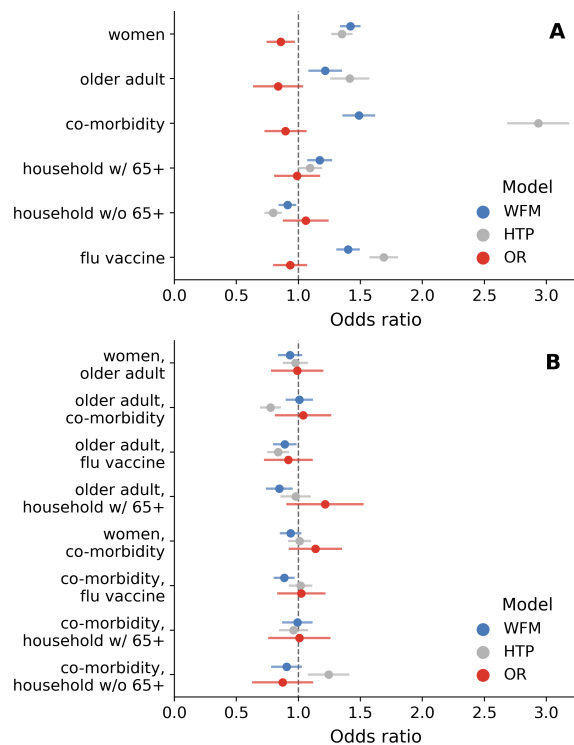 A
women
older adult
co-morbidity
household w/ 65+
household w/o 65+
flu vaccine
Model
WFM
HTP
OR
0.0 0.5 1.0 1.5 2.0 2.5 3.0
Odds ratio
B
women,
older adult
older adult,
co-morbidity
older adult,
flu vaccine
older adult,
household w/ 65+
women,
co-morbidity
co-morbidity,
flu vaccine
co-morbidity,
household w/ 65+
co-morbidity,
household w/o 65+
Model
WFM
HTP
OR
0.0 0.5 1.0 1.5 2.0 2.5 3.0
Odds ratio